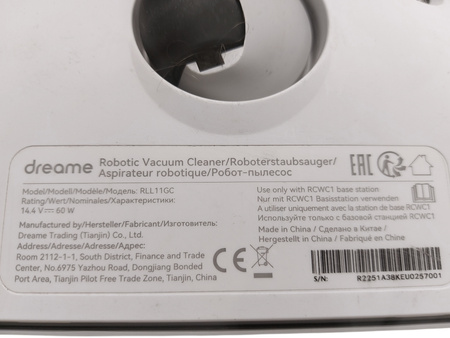 dreame
Robotic Vacuum Cleaner/Roboterstaubsauger/
Aspirateur robotique/Робот-пылесос
Model/Modell/Modèle/Модель: RLL11GC
Rating/Wert/Nominales/Характеристики:
14.4 V⎓ 60 W
Manufactured by/Hersteller/Fabricant/Изготовитель:
Dreame Trading (Tianjin) Co., Ltd.
Address/Adresse/Adresse/Адрес:
Room 2112-1-1, South District, Finance and Trade
Center, No.6975 Yazhou Road, Dongjiang Bonded
Port Area, Tianjin Pilot Free Trade Zone, Tianjin, China
EAC
Use only with RCWC1 base station
Nur mit RCWC1 Basisstation verwenden
A utiliser uniquement avec la station de base RCWC1
Используйте только с базовой станцией RCWC1
Made in China / Сделано в Китае /
Hergestellt in China / Fabriqué en China
CE
S/N: R2251A38KEU0257001